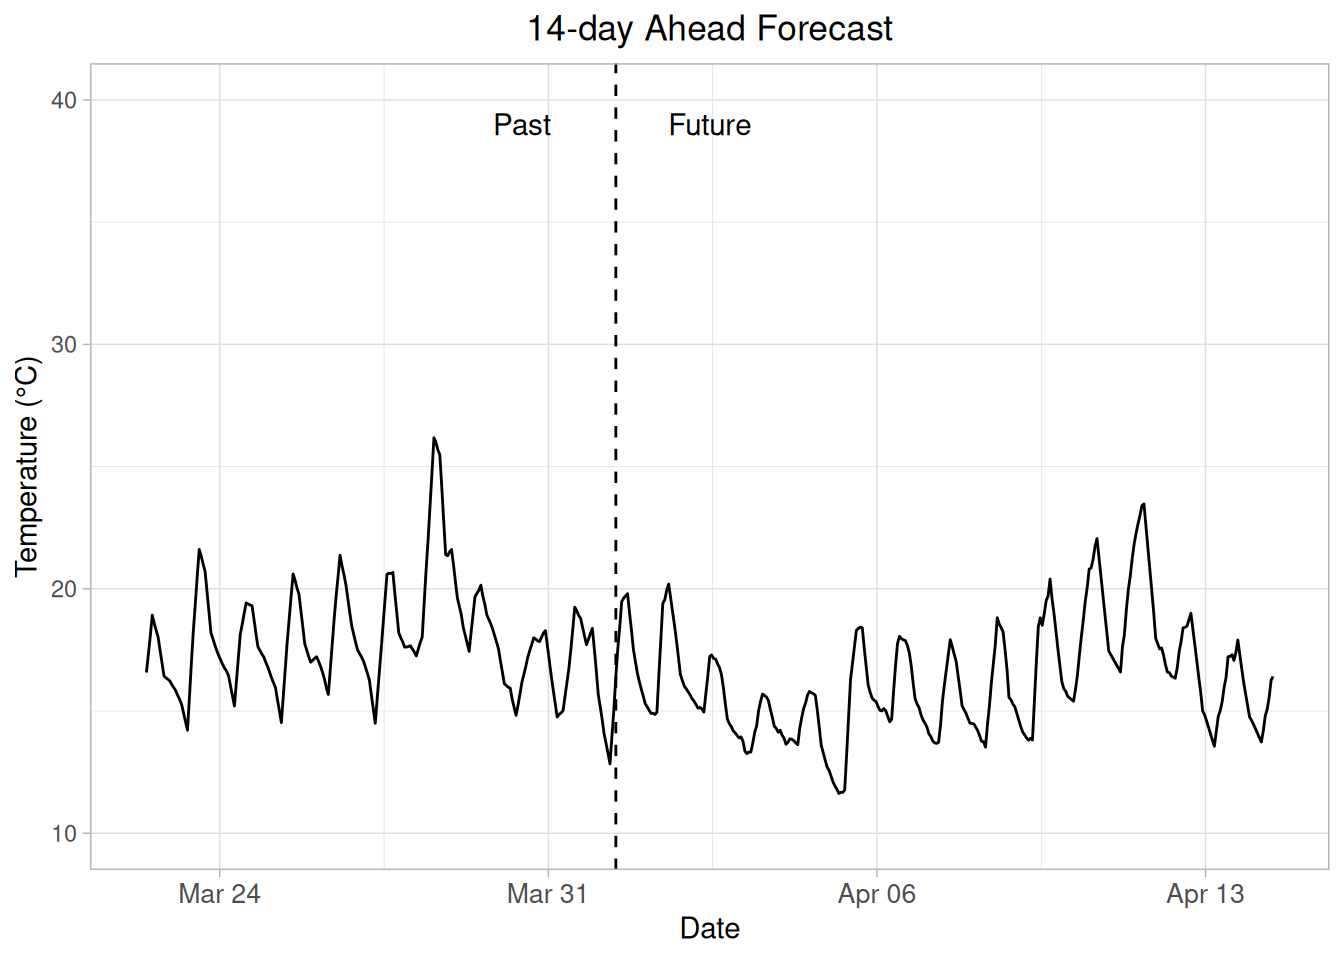 14-day Ahead Forecast
Past
Future
40
30
20
10
Temperature (°C)
Mar 24
Mar 31
Apr 06
Apr 13
Date